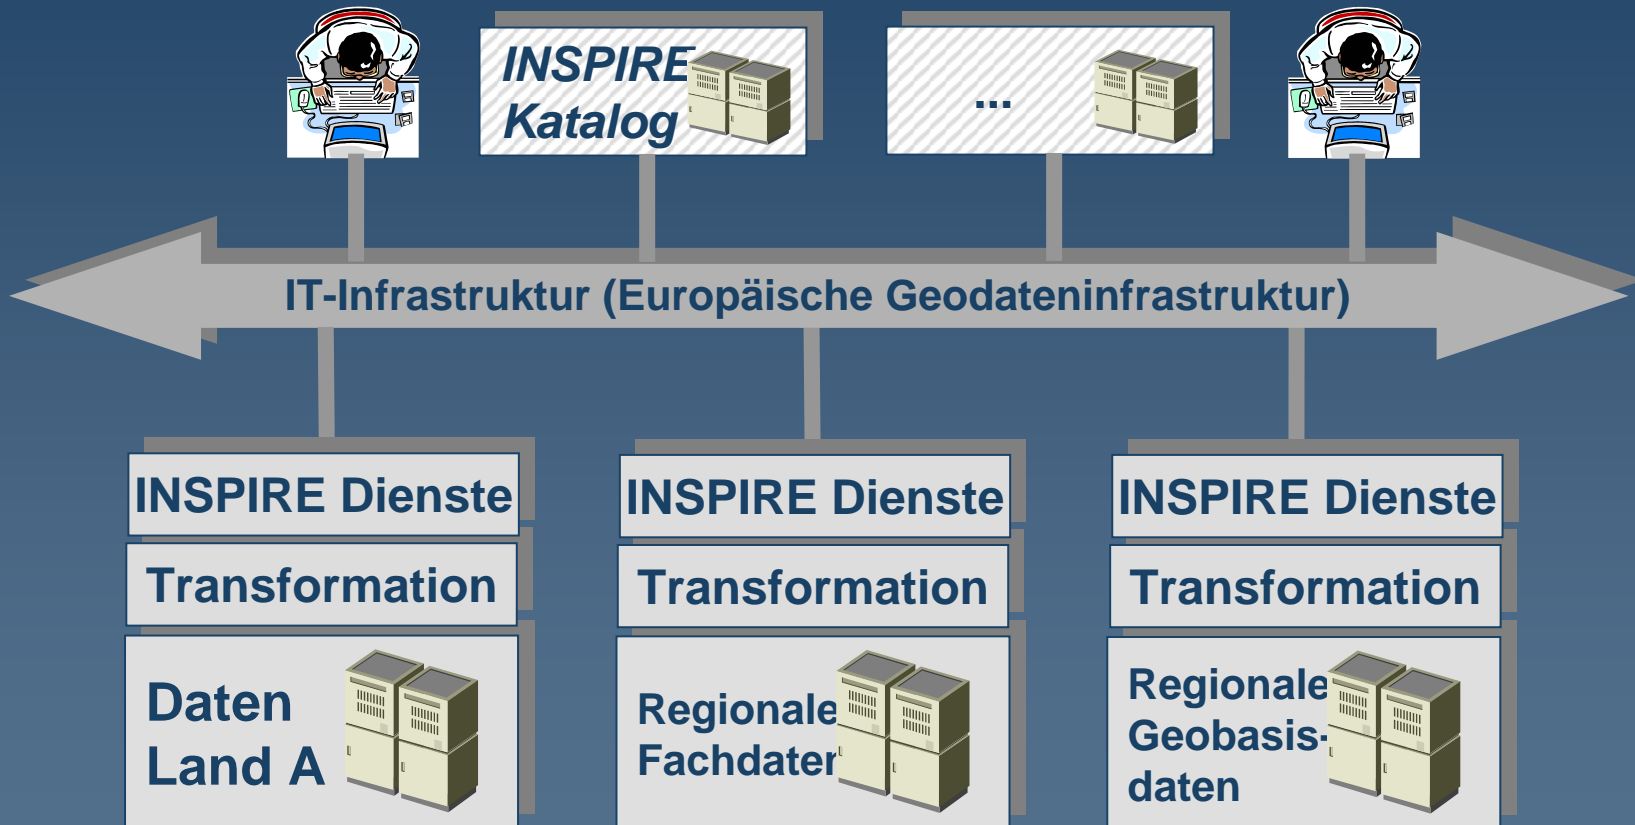 INSPIRE
Katalog
...
IT-Infrastruktur (Europäische Geodateninfrastruktur)
INSPIRE Dienste
Transformation
Daten
Land A
INSPIRE Dienste
Transformation
Regionale
Fachdaten
INSPIRE Dienste
Transformation
Regionale
Geobasis-
daten